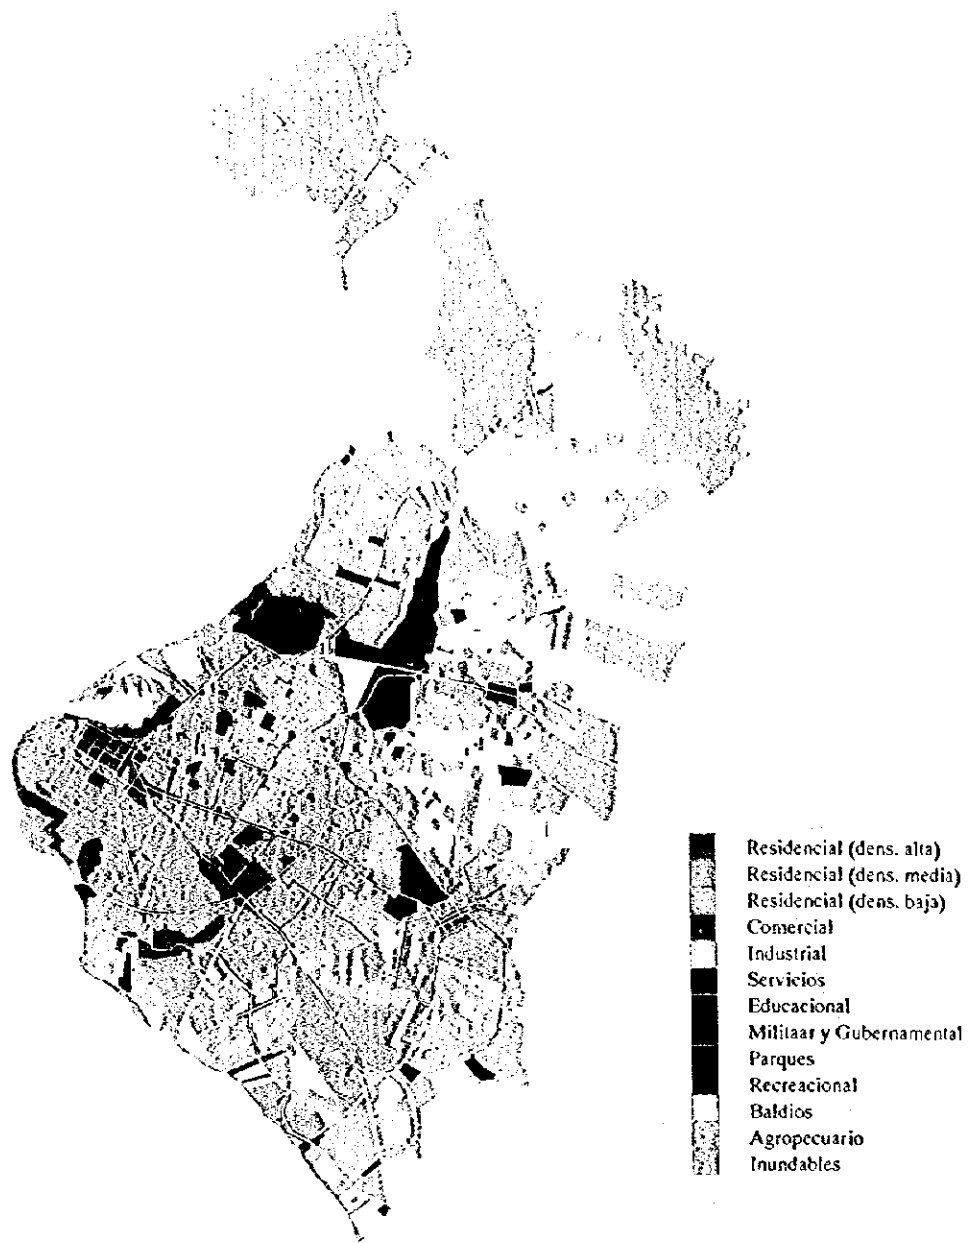 Residencial (dens. alta)
Residencial (dens. media)
Residencial (dens. baja)
Comercial
Industrial
Servicios
Educacional
Militaar y Gubernamental
Parques
Recreacional
Baldios
Agropecuario
Inundables